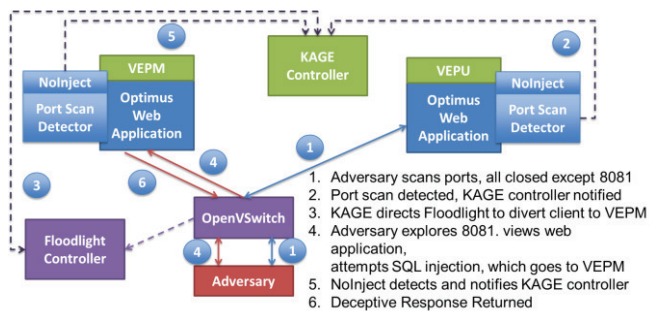 5
KAGE
Controller
2
VEPM
NoInject
Port Scan
Detector
Optimus
Web
Application
VEPU
Optimus
Web
Application
NoInject
Port Scan
Detector
1
4
6
3
OpenVSwitch
Floodlight
Controller
4
1
Adversary
1. Adversary scans ports, all closed except 8081
2. Port scan detected, KAGE controller notified
3. KAGE directs Floodlight to divert client to VEPM
4. Adversary explores 8081. views web
application,
attempts SQL injection, which goes to VEPM
5. NoInject detects and notifies KAGE controller
6. Deceptive Response Returned